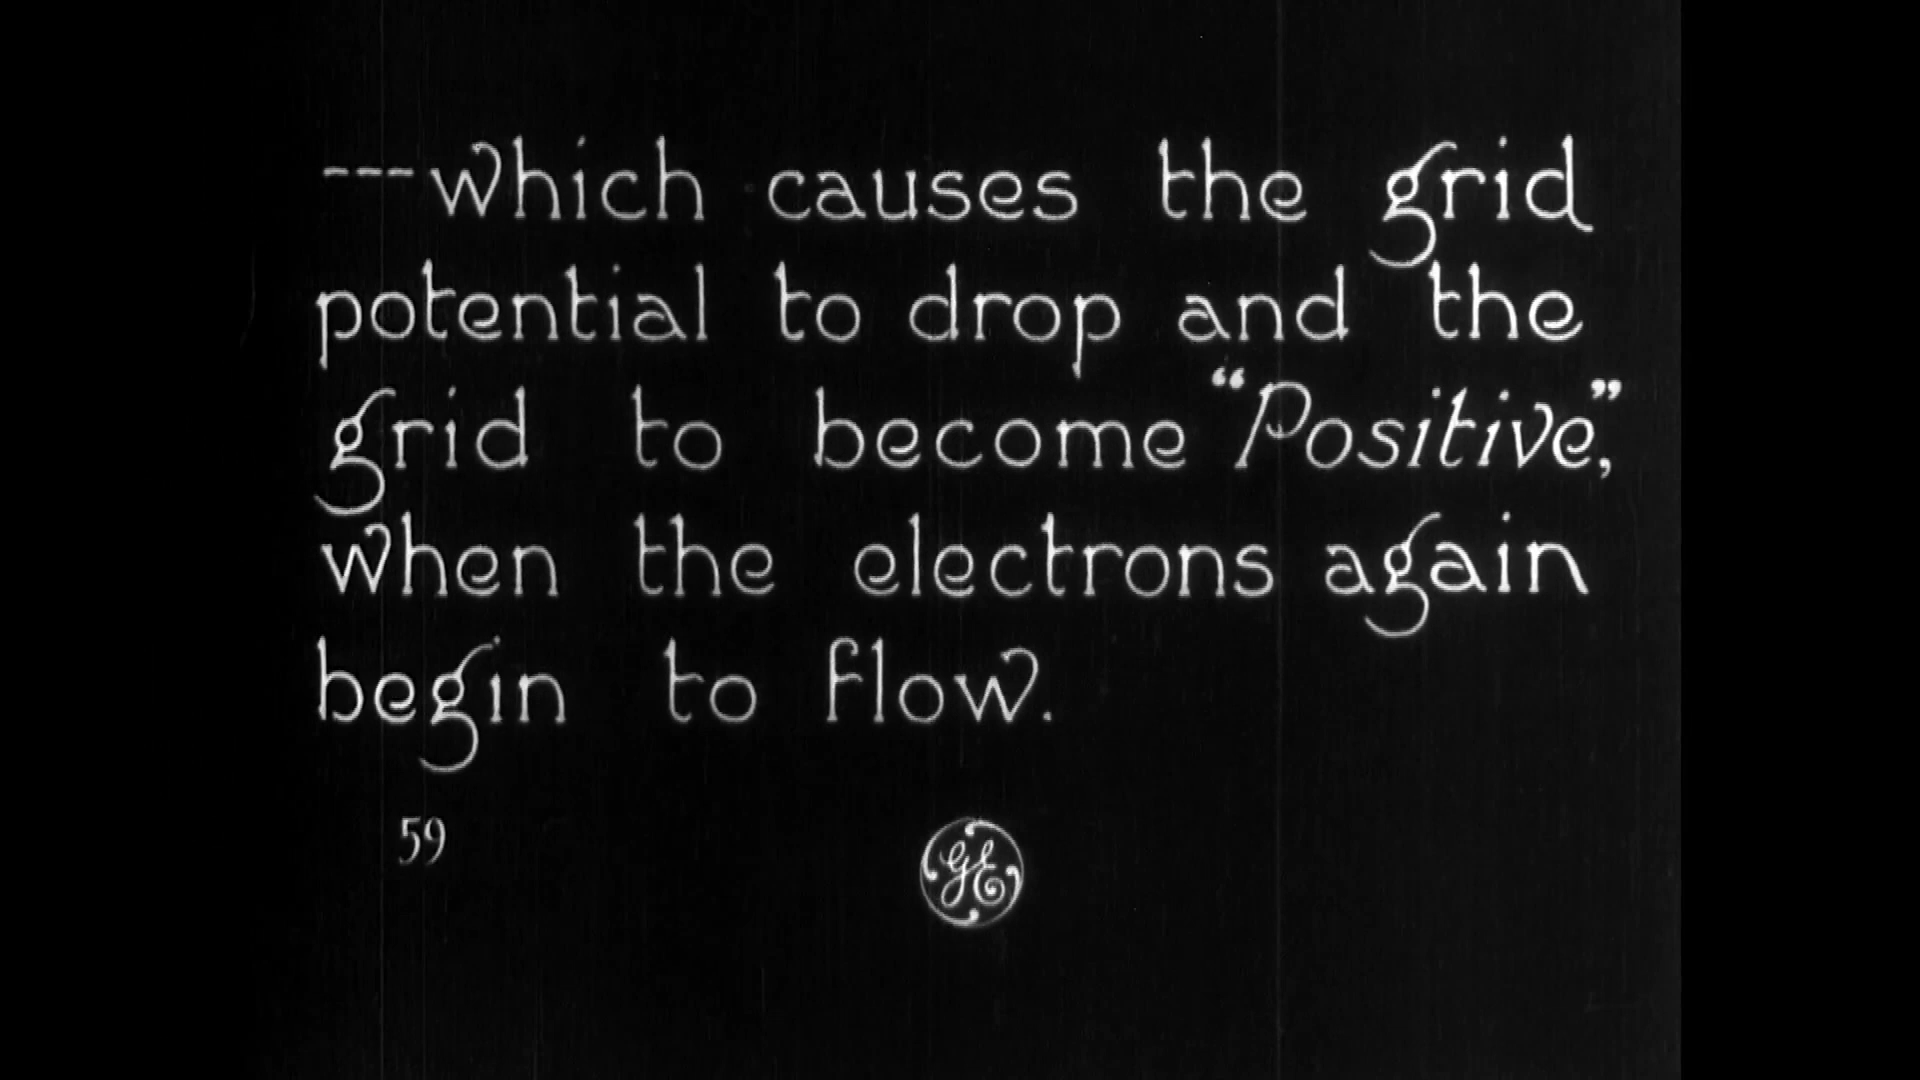 ---which causes the grid
potential to drop and the
grid to become “Positive,”
when the electrons again
begin to flow.
59
GE